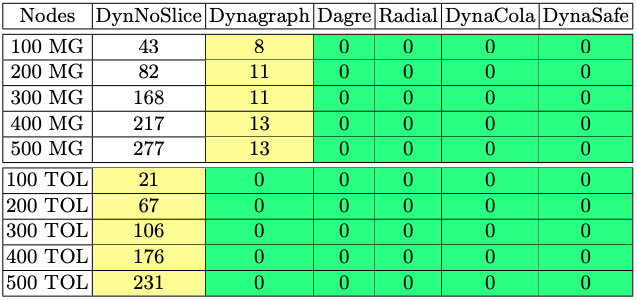 Nodes DynNoSlice Dynagraph Dagre Radial DynaCola DynaSafe
100 MG 43 8 0 0 0 0
200 MG 82 11 0 0 0 0
300 MG 168 11 0 0 0 0
400 MG 217 13 0 0 0 0
500 MG 277 13 0 0 0 0
100 TOL 21 0 0 0 0 0
200 TOL 67 0 0 0 0 0
300 TOL 106 0 0 0 0 0
400 TOL 176 0 0 0 0 0
500 TOL 231 0 0 0 0 0